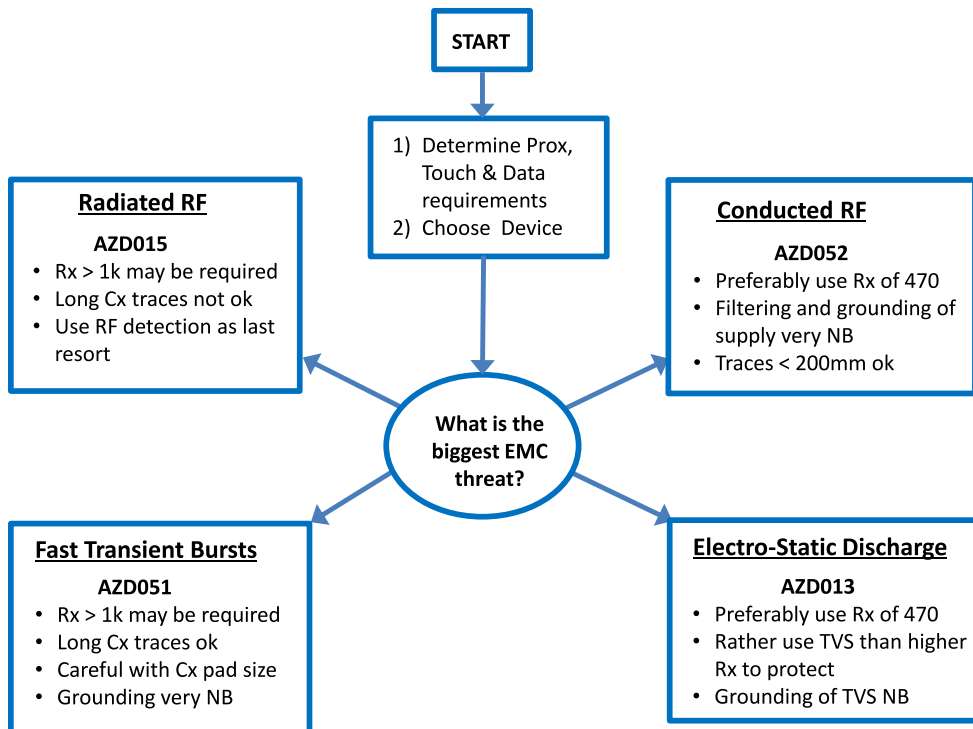 START
1) Determine Prox,
Touch & Data
requirements
2) Choose Device
Radiated RF
AZD015
• Rx > 1k may be required
• Long Cx traces not ok
• Use RF detection as last
resort
Conducted RF
AZD052
• Preferably use Rx of 470
• Filtering and grounding of
supply very NB
• Traces < 200mm ok
What is the
biggest EMC
threat?
Fast Transient Bursts
AZD051
• Rx > 1k may be required
• Long Cx traces ok
• Careful with Cx pad size
• Grounding very NB
Electro-Static Discharge
AZD013
• Preferably use Rx of 470
• Rather use TVS than higher
Rx to protect
• Grounding of TVS NB